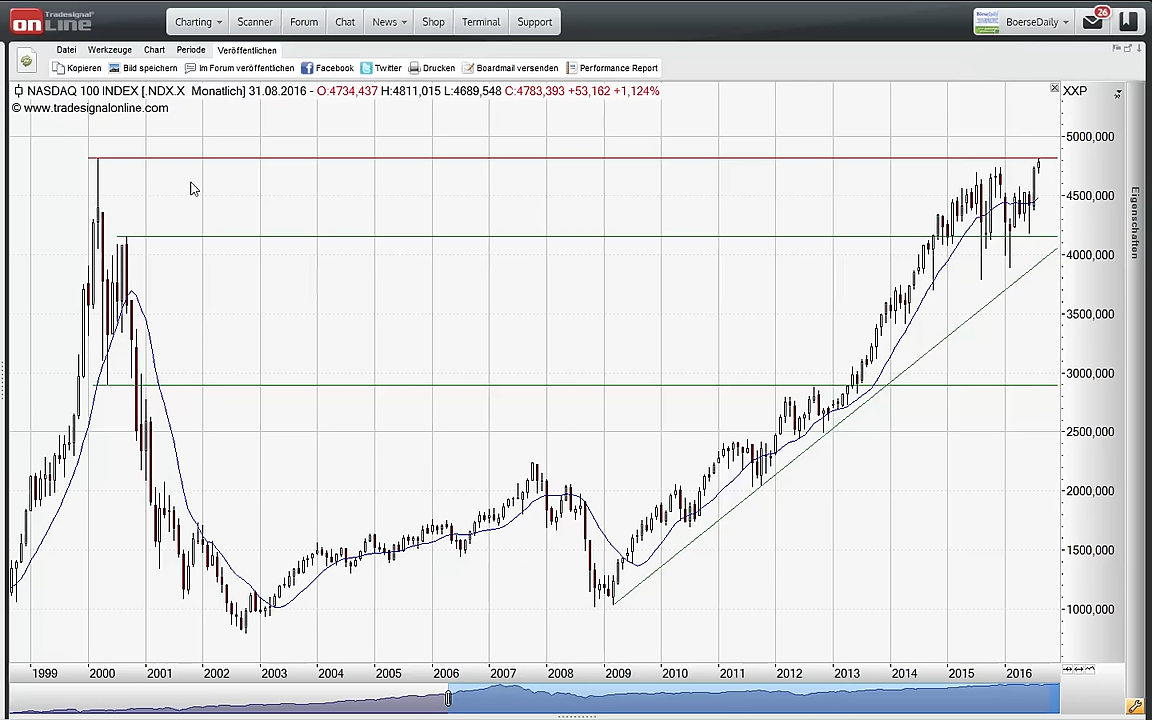 Tradesignal®
onLine
Charting Scanner Forum Chat News Shop Terminal Support
BoerseDaily 26
Datei Werkzeuge Chart Periode Veröffentlichen
Kopieren Bild speichern im Forum veröffentlichen Facebook Twitter Drucken Boardmail versenden Performance Report
NASDAQ 100 INDEX [.NDX.X Monatlich] 31.08.2016 - O:4734,437 H:4811,015 L:4689,548 C:4783,393 +53,162 +1,124%
XXP
© www.tradesignalonline.com
5000,000
4500,000
4000,000
3500,000
3000,000
2500,000
2000,000
1500,000
1000,000
Eigenschaften
1999 2000 2001 2002 2003 2004 2005 2006 2007 2008 2009 2010 2011 2012 2013 2014 2015 2016